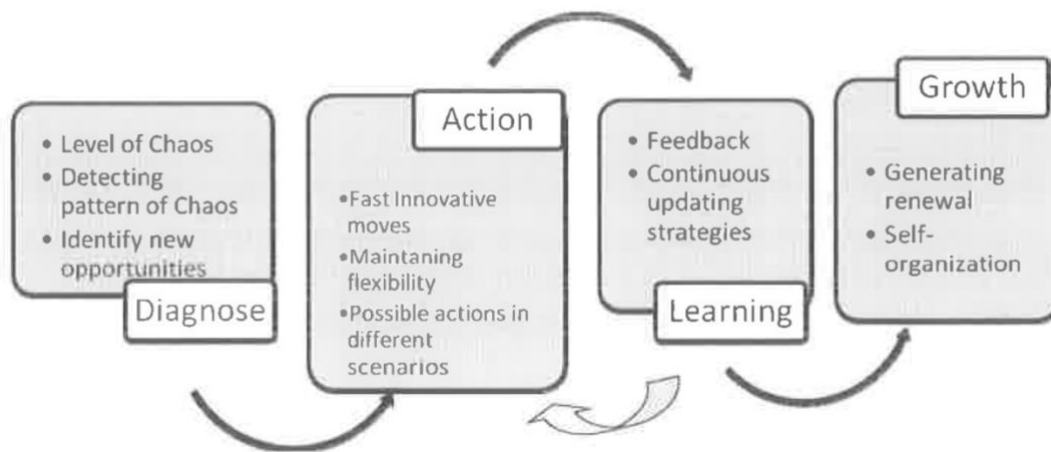 • Level of Chaos
• Detecting
pattern of Chaos
• Identify new
opportunities
Diagnose
Action
•Fast Innovative
moves
•Maintaning
flexibility
•Possible actions in
different
scenarios
• Feedback
• Continuous
updating
strategies
Learning
Growth
• Generating
renewal
• Self-
organization